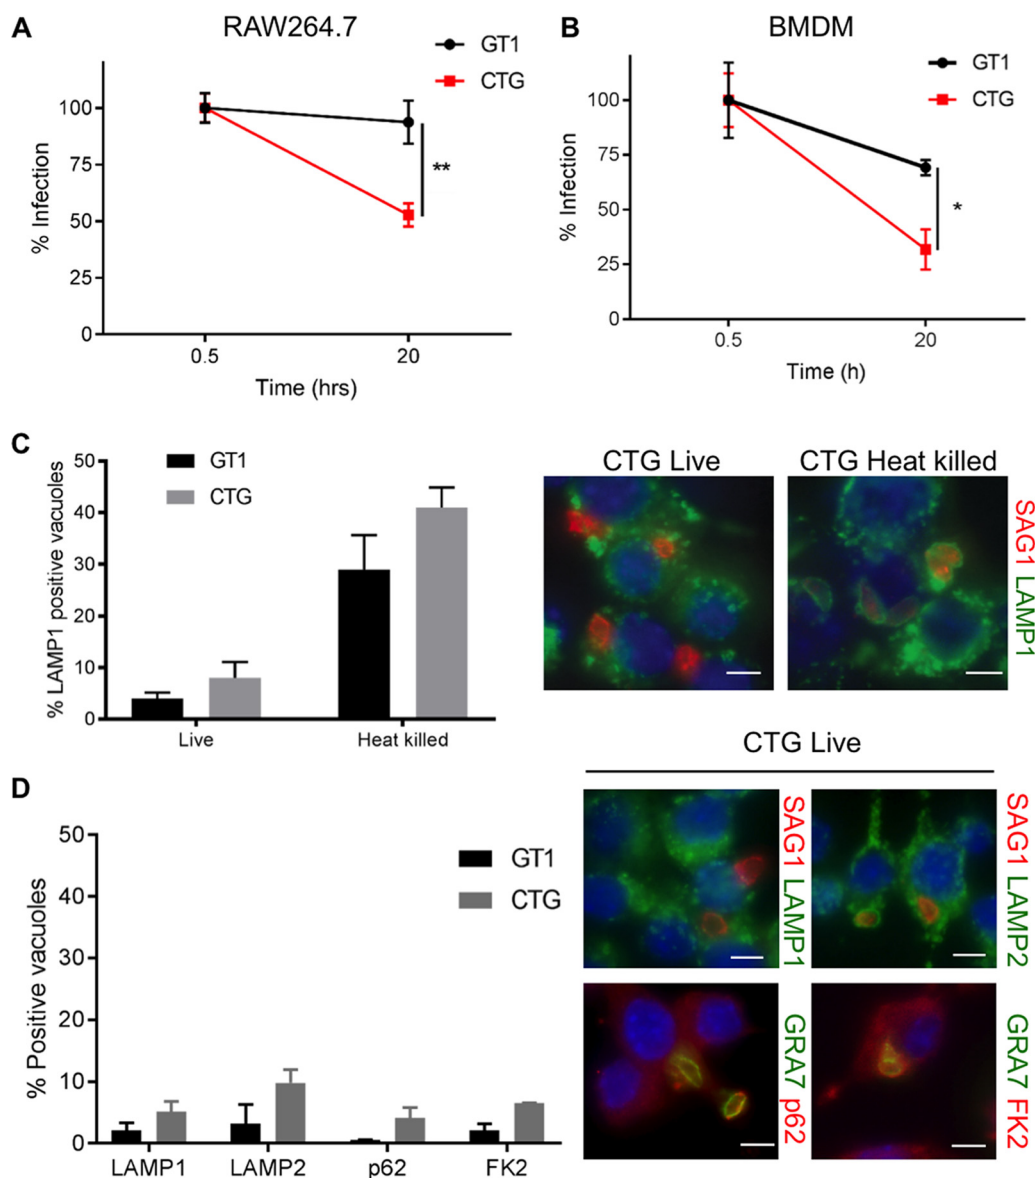 A
RAW264.7
GT1
CTG
% Infection
100
75
50
25
0
**
0.5
20
Time (hrs)
B
BMDM
GT1
CTG
% Infection
100
75
50
25
0
*
0.5
20
Time (h)
C
% LAMP1 positive vacuoles
50
40
30
20
10
0
GT1
CTG
Live
Heat killed
CTG Live
CTG Heat killed
SAG1 LAMP1
D
% Positive vacuoles
50
40
30
20
10
0
GT1
CTG
LAMP1
LAMP2
p62
FK2
CTG Live
SAG1 LAMP1
SAG1 LAMP2
GRA7 p62
GRA7 FK2